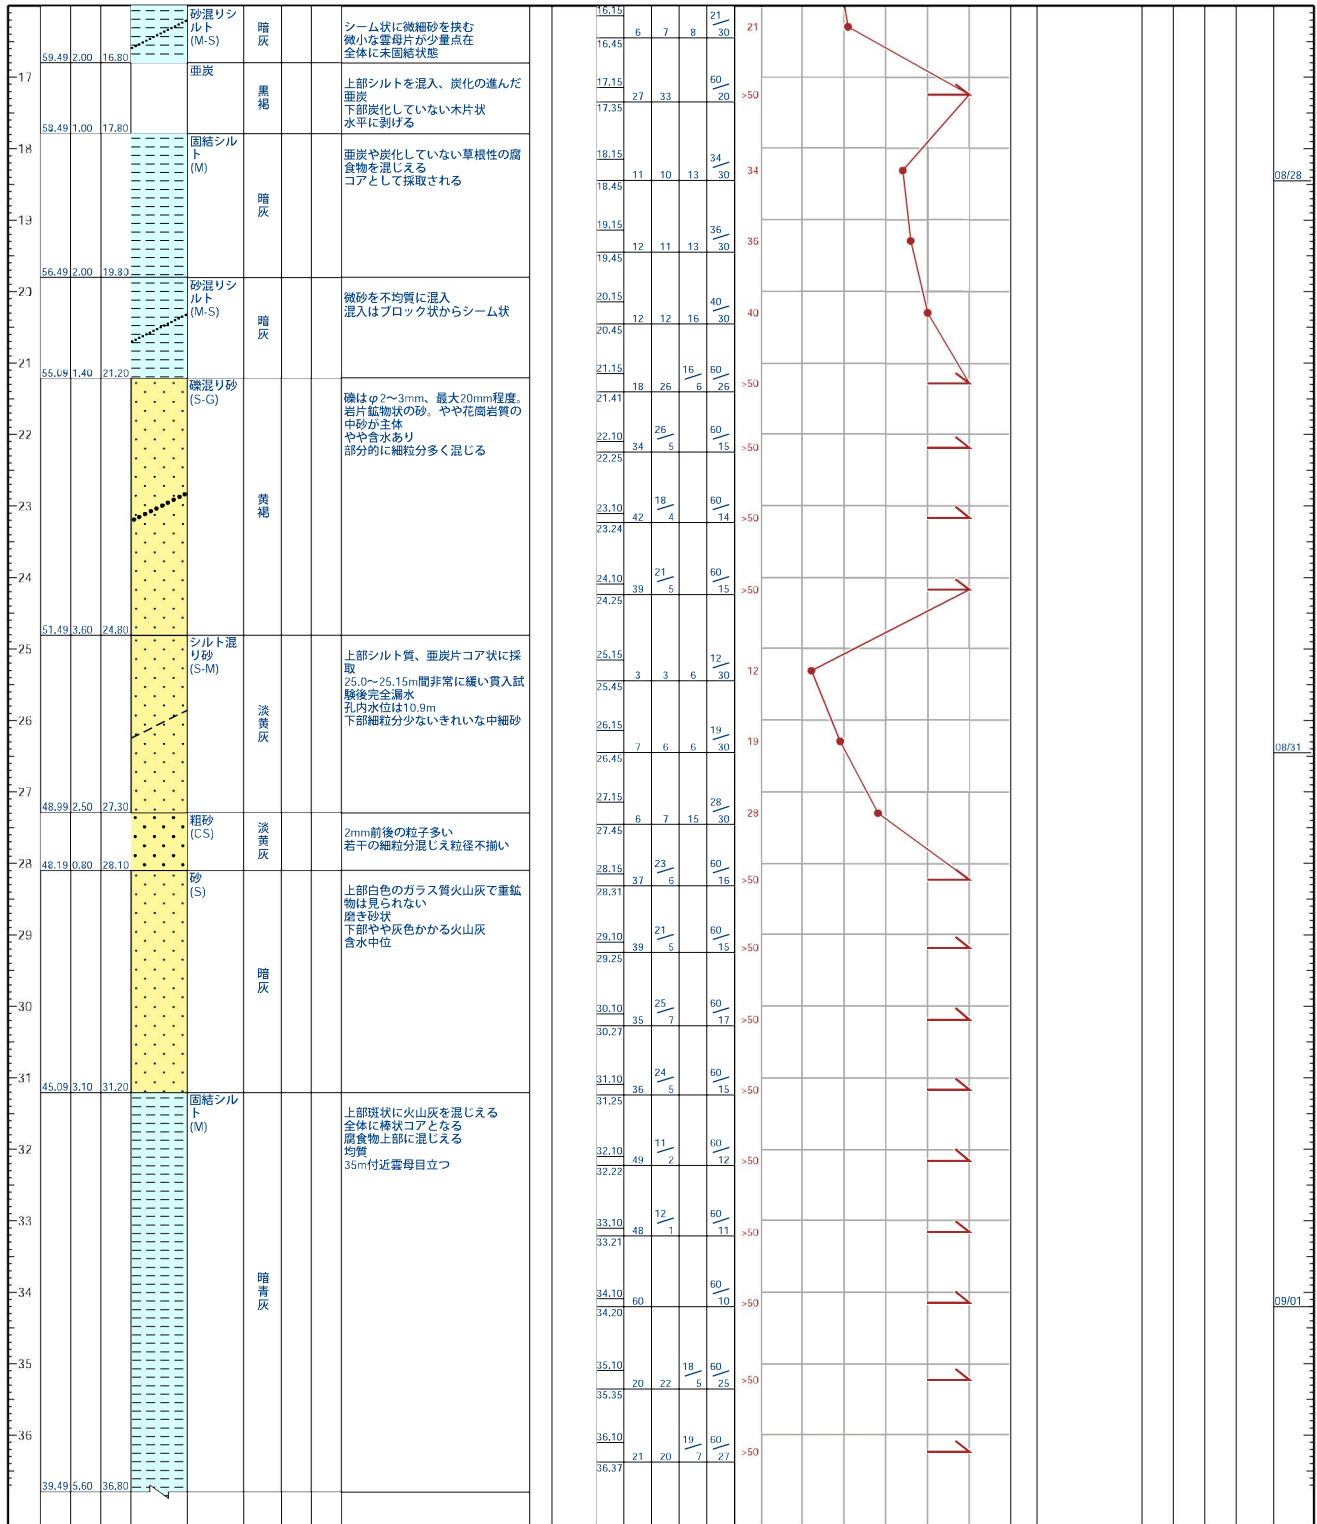 砂混りシ
ルト
(M-S)
暗
灰
シーム状に微細砂を挟む
微小な雲母片が少量点在
全体に未固結状態
59.49 2.00 16.80
16.15
6 7 8 21/30
16.45
21
17
亜炭
黒
褐
上部シルトを混入、炭化の進んだ
亜炭
下部炭化していない木片状
水平に剥げる
58.49 1.00 17.80
17.15
27 33 60/20
17.35
>50
18
固結シル
ト
(M)
暗
灰
亜炭や炭化していない草根性の腐
食物を混じえる
コアとして採取される
18.15
11 10 13 34/30
18.45
34
08/28
19
19.15
12 11 13 36/30
19.45
36
56.49 2.00 19.80
20
砂混りシ
ルト
(M-S)
暗
灰
微砂を不均質に混入
混入はブロック状からシーム状
20.15
12 12 16 40/30
20.45
40
21
55.09 1.40 21.20
21.15
18 26 16/6 60/26
21.41
>50
礫混り砂
(S-G)
黄
褐
礫はφ2〜3mm、最大20mm程度。
岩片鉱物状の砂。やや花崗岩質の
中砂が主体
やや含水あり
部分的に細粒分多く混じる
22
22.10
34 26/5 60/15
22.25
>50
23
23.10
42 18/4 60/14
23.24
>50
24
24.10
39 21/5 60/15
24.25
>50
51.49 3.60 24.80
25
シルト混
り砂
(S-M)
淡
黄
灰
上部シルト質、亜炭片コア状に採
取
25.0〜25.15m間非常に緩い貫入試
験後完全漏水
孔内水位は10.9m
下部細粒分少ないきれいな中細砂
25.15
3 3 6 12/30
25.45
12
26
26.15
7 6 6 19/30
26.45
19
08/31
27
48.99 2.50 27.30
27.15
6 7 15 28/30
27.45
28
粗砂
(CS)
淡
黄
灰
2mm前後の粒子多い
若干の細粒分混じえ粒径不揃い
28
48.19 0.80 28.10
28.15
37 23/6 60/16
28.31
>50
砂
(S)
暗
灰
上部白色のガラス質火山灰で重鉱
物は見られない
磨き砂状
下部やや灰色かかる火山灰
含水中位
29
29.10
39 21/5 60/15
29.25
>50
30
30.10
35 25/7 60/17
30.27
>50
31
45.09 3.10 31.20
31.10
36 24/5 60/15
31.25
>50
固結シル
ト
(M)
暗
青
灰
上部斑状に火山灰を混じえる
全体に棒状コアとなる
腐食物上部に混じえる
均質
35m付近雲母目立つ
32
32.10
49 11/2 60/12
32.22
>50
33
33.10
48 12/1 60/11
33.21
>50
34
34.10
60 60/10
34.20
>50
09/01
35
35.10
20 22 18/5 60/25
35.35
>50
36
36.10
21 20 19/7 60/27
36.37
>50
39.49 5.60 36.80